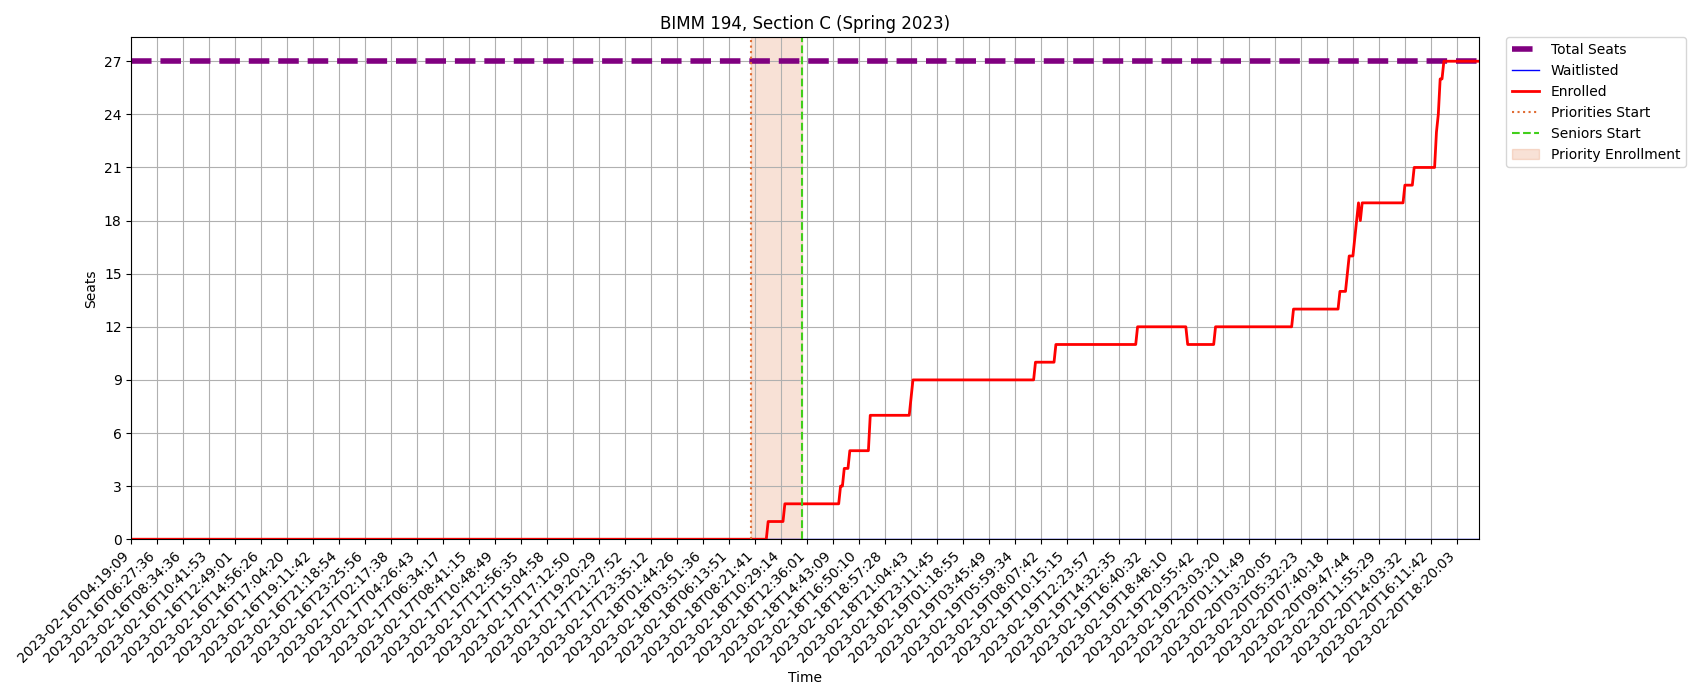 BIMM 194, Section C (Spring 2023)
Total Seats
Waitlisted
Enrolled
Priorities Start
Seniors Start
Priority Enrollment
Seats
27
24
21
18
15
12
9
6
3
0
2023-02-16T04:19:09
2023-02-16T06:27:36
2023-02-16T08:34:36
2023-02-16T10:41:53
2023-02-16T12:49:01
2023-02-16T14:56:26
2023-02-16T17:04:20
2023-02-16T19:11:42
2023-02-16T21:18:54
2023-02-16T23:25:56
2023-02-17T02:17:38
2023-02-17T04:26:43
2023-02-17T06:34:17
2023-02-17T08:41:15
2023-02-17T10:48:49
2023-02-17T12:56:35
2023-02-17T15:04:58
2023-02-17T17:12:50
2023-02-17T19:20:29
2023-02-17T21:27:52
2023-02-17T23:35:12
2023-02-18T01:44:26
2023-02-18T03:51:36
2023-02-18T06:13:51
2023-02-18T08:21:41
2023-02-18T10:29:14
2023-02-18T12:36:01
2023-02-18T14:43:09
2023-02-18T16:50:10
2023-02-18T18:57:28
2023-02-18T21:04:43
2023-02-18T23:11:45
2023-02-19T01:18:55
2023-02-19T03:45:49
2023-02-19T05:59:34
2023-02-19T08:07:42
2023-02-19T10:15:15
2023-02-19T12:23:57
2023-02-19T14:32:35
2023-02-19T16:40:32
2023-02-19T18:48:10
2023-02-19T20:55:42
2023-02-19T23:03:20
2023-02-20T01:11:49
2023-02-20T03:20:05
2023-02-20T05:32:23
2023-02-20T07:40:18
2023-02-20T09:47:44
2023-02-20T11:55:29
2023-02-20T14:03:32
2023-02-20T16:11:42
2023-02-20T18:20:03
Time